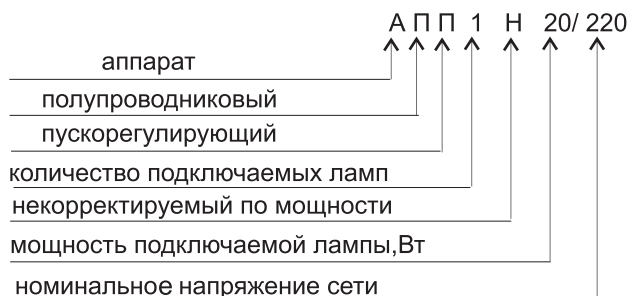 А П П 1 Н 20/ 220
аппарат
полупроводниковый
пускорегулирующий
количество подключаемых ламп
некорректируемый по мощности
мощность подключаемой лампы,Вт
номинальное напряжение сети